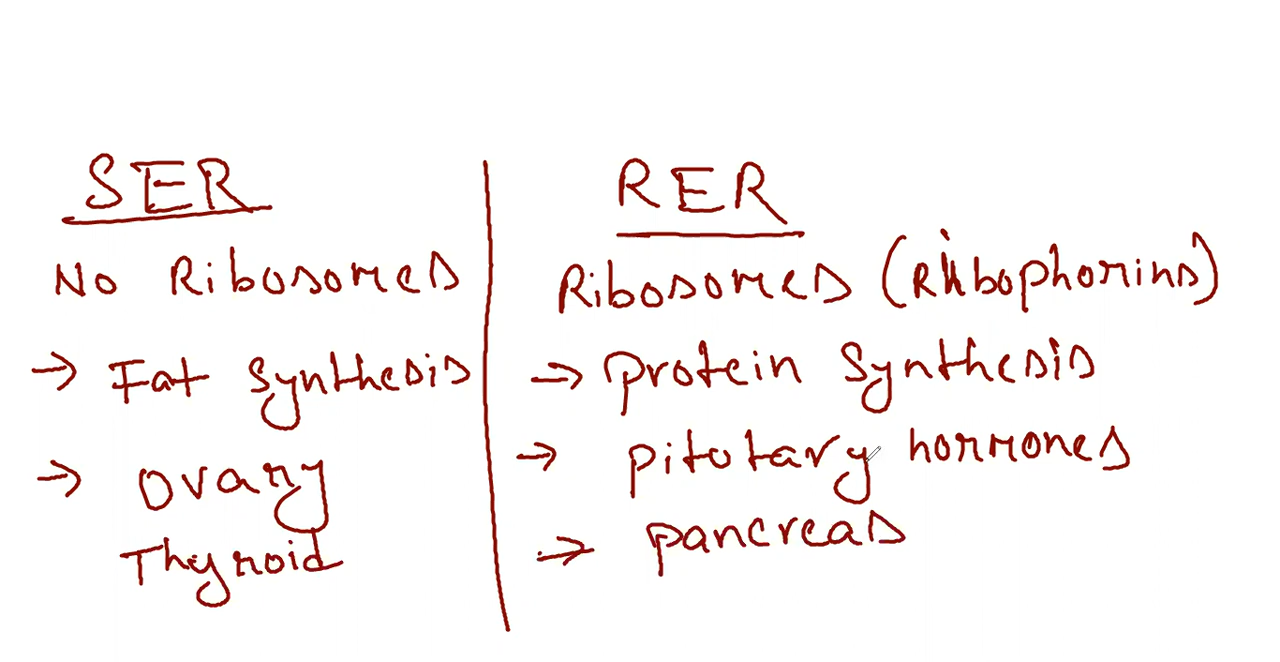 SER
No Ribosomes
→ Fat synthesis
→ Ovary
Thyroid
RER
Ribosomes (Ribophorins)
→ Protein synthesis
→ pitutary hormones
→ pancreas